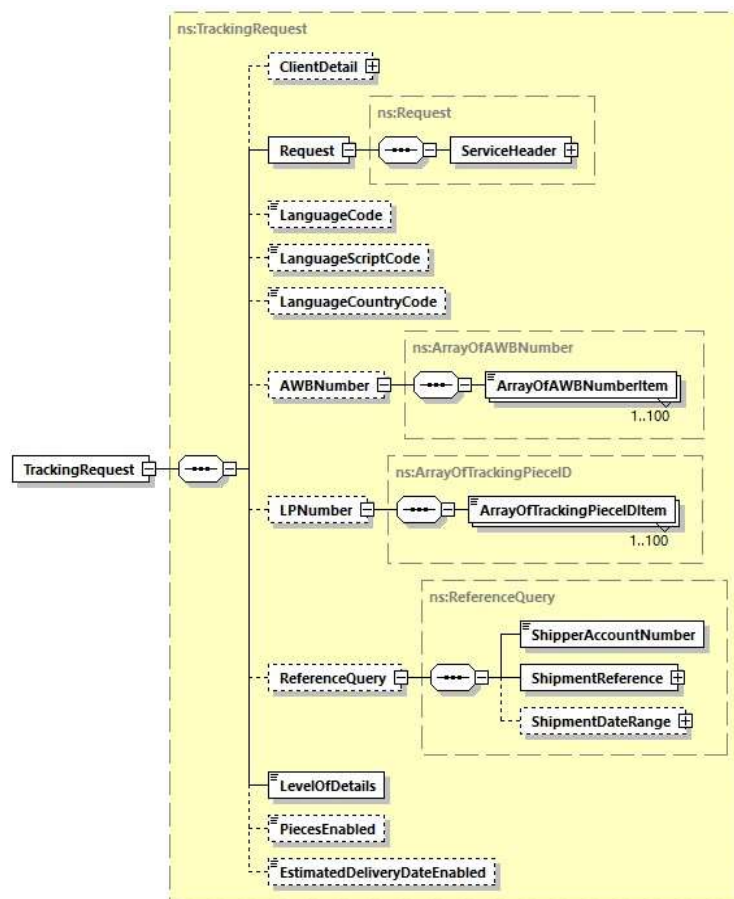 ns:TrackingRequest
ClientDetail
ns:Request
Request
ServiceHeader
LanguageCode
LanguageScriptCode
LanguageCountryCode
ns:ArrayOfAWBNumber
AWBNumber
ArrayOfAWBNumberItem
1..100
TrackingRequest
ns:ArrayOfTrackingPieceID
LPNumber
ArrayOfTrackingPieceIDItem
1..100
ns:ReferenceQuery
ShipperAccountNumber
ReferenceQuery
ShipmentReference
ShipmentDateRange
LevelOfDetails
PiecesEnabled
EstimatedDeliveryDateEnabled